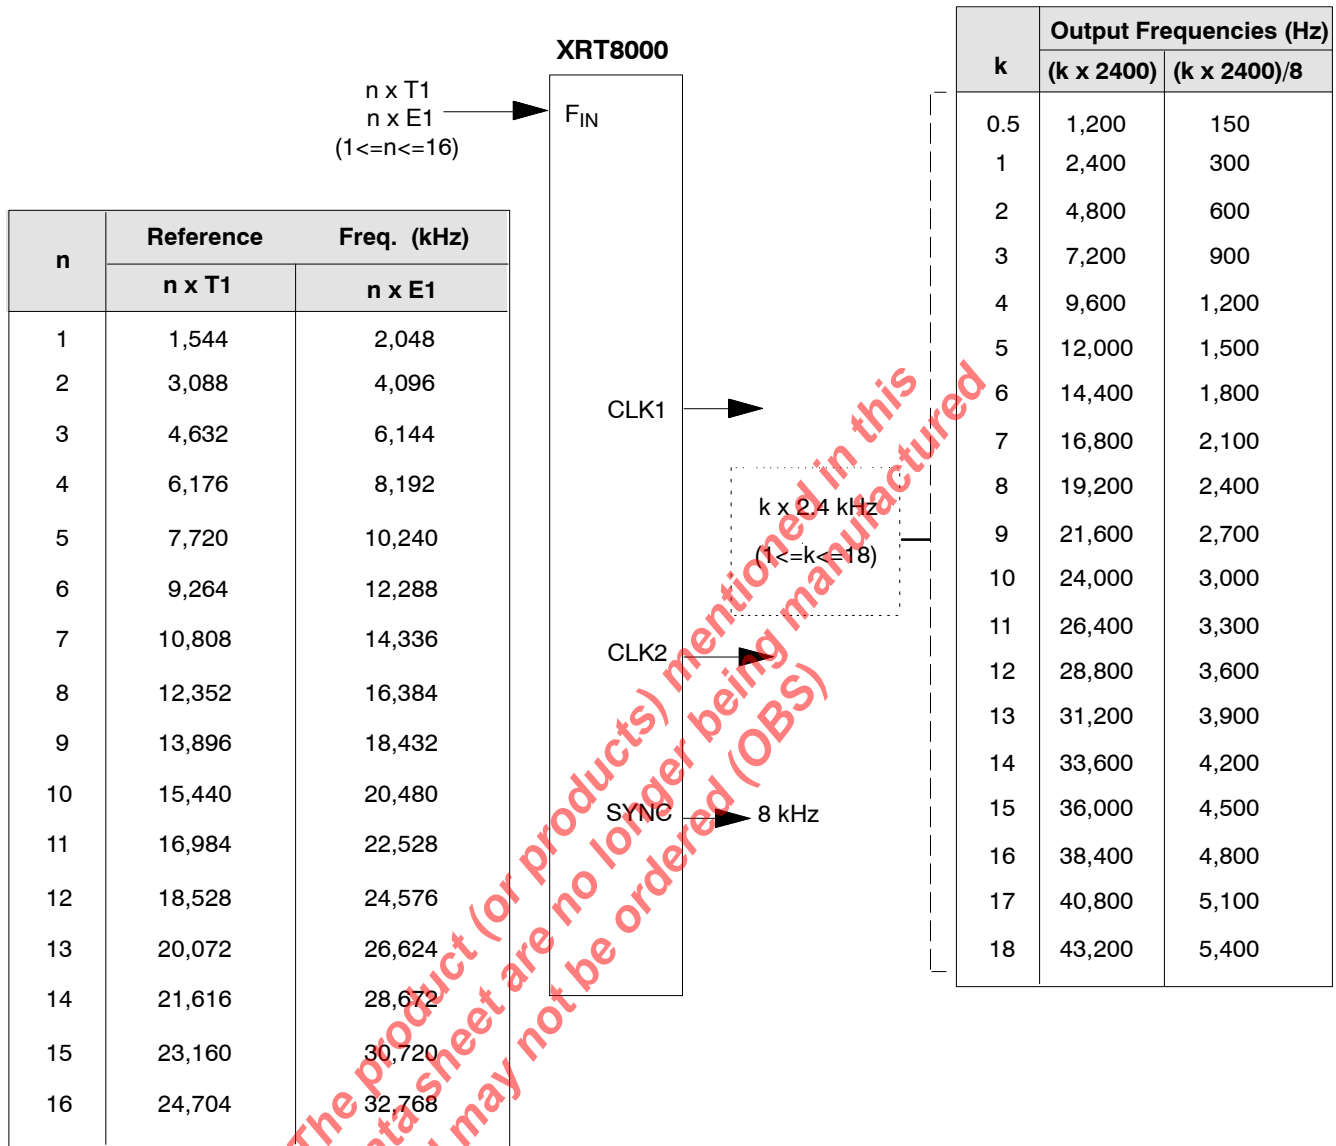 XRT8000
n x T1
n x E1
(1<=n<=16)
FIN
n Reference Freq. (kHz)
n x T1 n x E1
1 1,544 2,048
2 3,088 4,096
3 4,632 6,144
4 6,176 8,192
5 7,720 10,240
6 9,264 12,288
7 10,808 14,336
8 12,352 16,384
9 13,896 18,432
10 15,440 20,480
11 16,984 22,528
12 18,528 24,576
13 20,072 26,624
14 21,616 28,672
15 23,160 30,720
16 24,704 32,768
CLK1
k x 2.4 kHz
(1<=k<=18)
CLK2
SYNC 8 kHz
k Output Frequencies (Hz)
(k x 2400) (k x 2400)/8
0.5 1,200 150
1 2,400 300
2 4,800 600
3 7,200 900
4 9,600 1,200
5 12,000 1,500
6 14,400 1,800
7 16,800 2,100
8 19,200 2,400
9 21,600 2,700
10 24,000 3,000
11 26,400 3,300
12 28,800 3,600
13 31,200 3,900
14 33,600 4,200
15 36,000 4,500
16 38,400 4,800
17 40,800 5,100
18 43,200 5,400
The product (or products) mentioned in this
sheet are no longer being manufactured
may not be ordered (OBS)